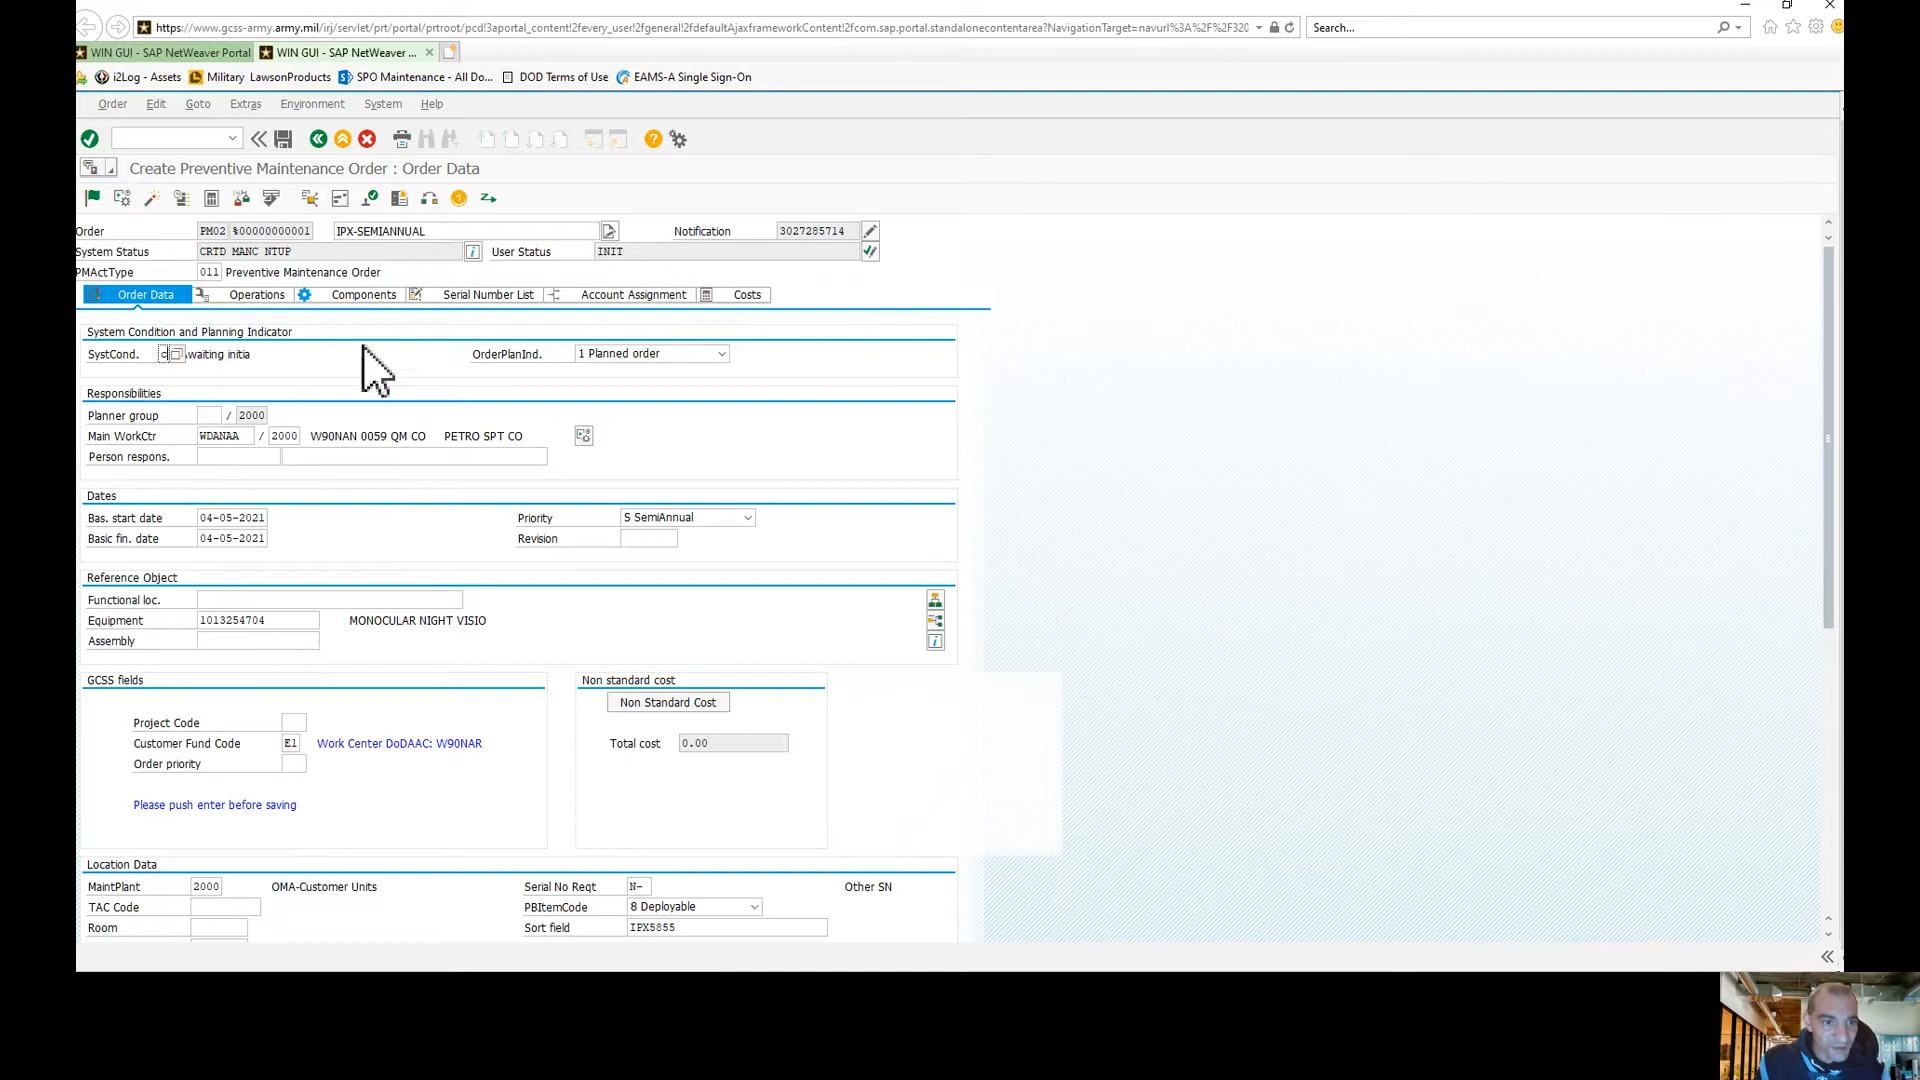 https://www.gcss-army.army.mil/irj/servlet/prt/portal/prtroot/pcd!3aportal_content!2fevery_user!2fgeneral!2fdefaultAjaxframeworkContent!2fcom.sap.portal.standalonecontentarea?NavigationTarget=navurl%3A%2F%2F320 Search...
WIN GUI - SAP NetWeaver Portal WIN GUI - SAP NetWeaver ...
i2Log - Assets Military LawsonProducts SPO Maintenance - All Do... DOD Terms of Use EAMS-A Single Sign-On
Order Edit Goto Extras Environment System Help
Create Preventive Maintenance Order : Order Data
Order PM02 %00000000001 IPX-SEMIANNUAL Notification 3027285714
System Status CRTD MANC NTUP User Status INIT
PMActType 011 Preventive Maintenance Order
Order Data Operations Components Serial Number List Account Assignment Costs
System Condition and Planning Indicator
SystCond. waiting initia OrderPlanInd. 1 Planned order
Responsibilities
Planner group / 2000
Main WorkCtr WDANAA / 2000 W90NAN 0059 QM CO PETRO SPT CO
Person respons.
Dates
Bas. start date 04-05-2021 Priority S SemiAnnual
Basic fin. date 04-05-2021 Revision
Reference Object
Functional loc.
Equipment 1013254704 MONOCULAR NIGHT VISIO
Assembly
GCSS fields Non standard cost
Non Standard Cost
Project Code
Customer Fund Code E1 Work Center DoDAAC: W90NAR Total cost 0.00
Order priority
Please push enter before saving
Location Data
MaintPlant 2000 OMA-Customer Units Serial No Reqt N- Other SN
TAC Code PBItemCode 8 Deployable
Room Sort field IPX5855